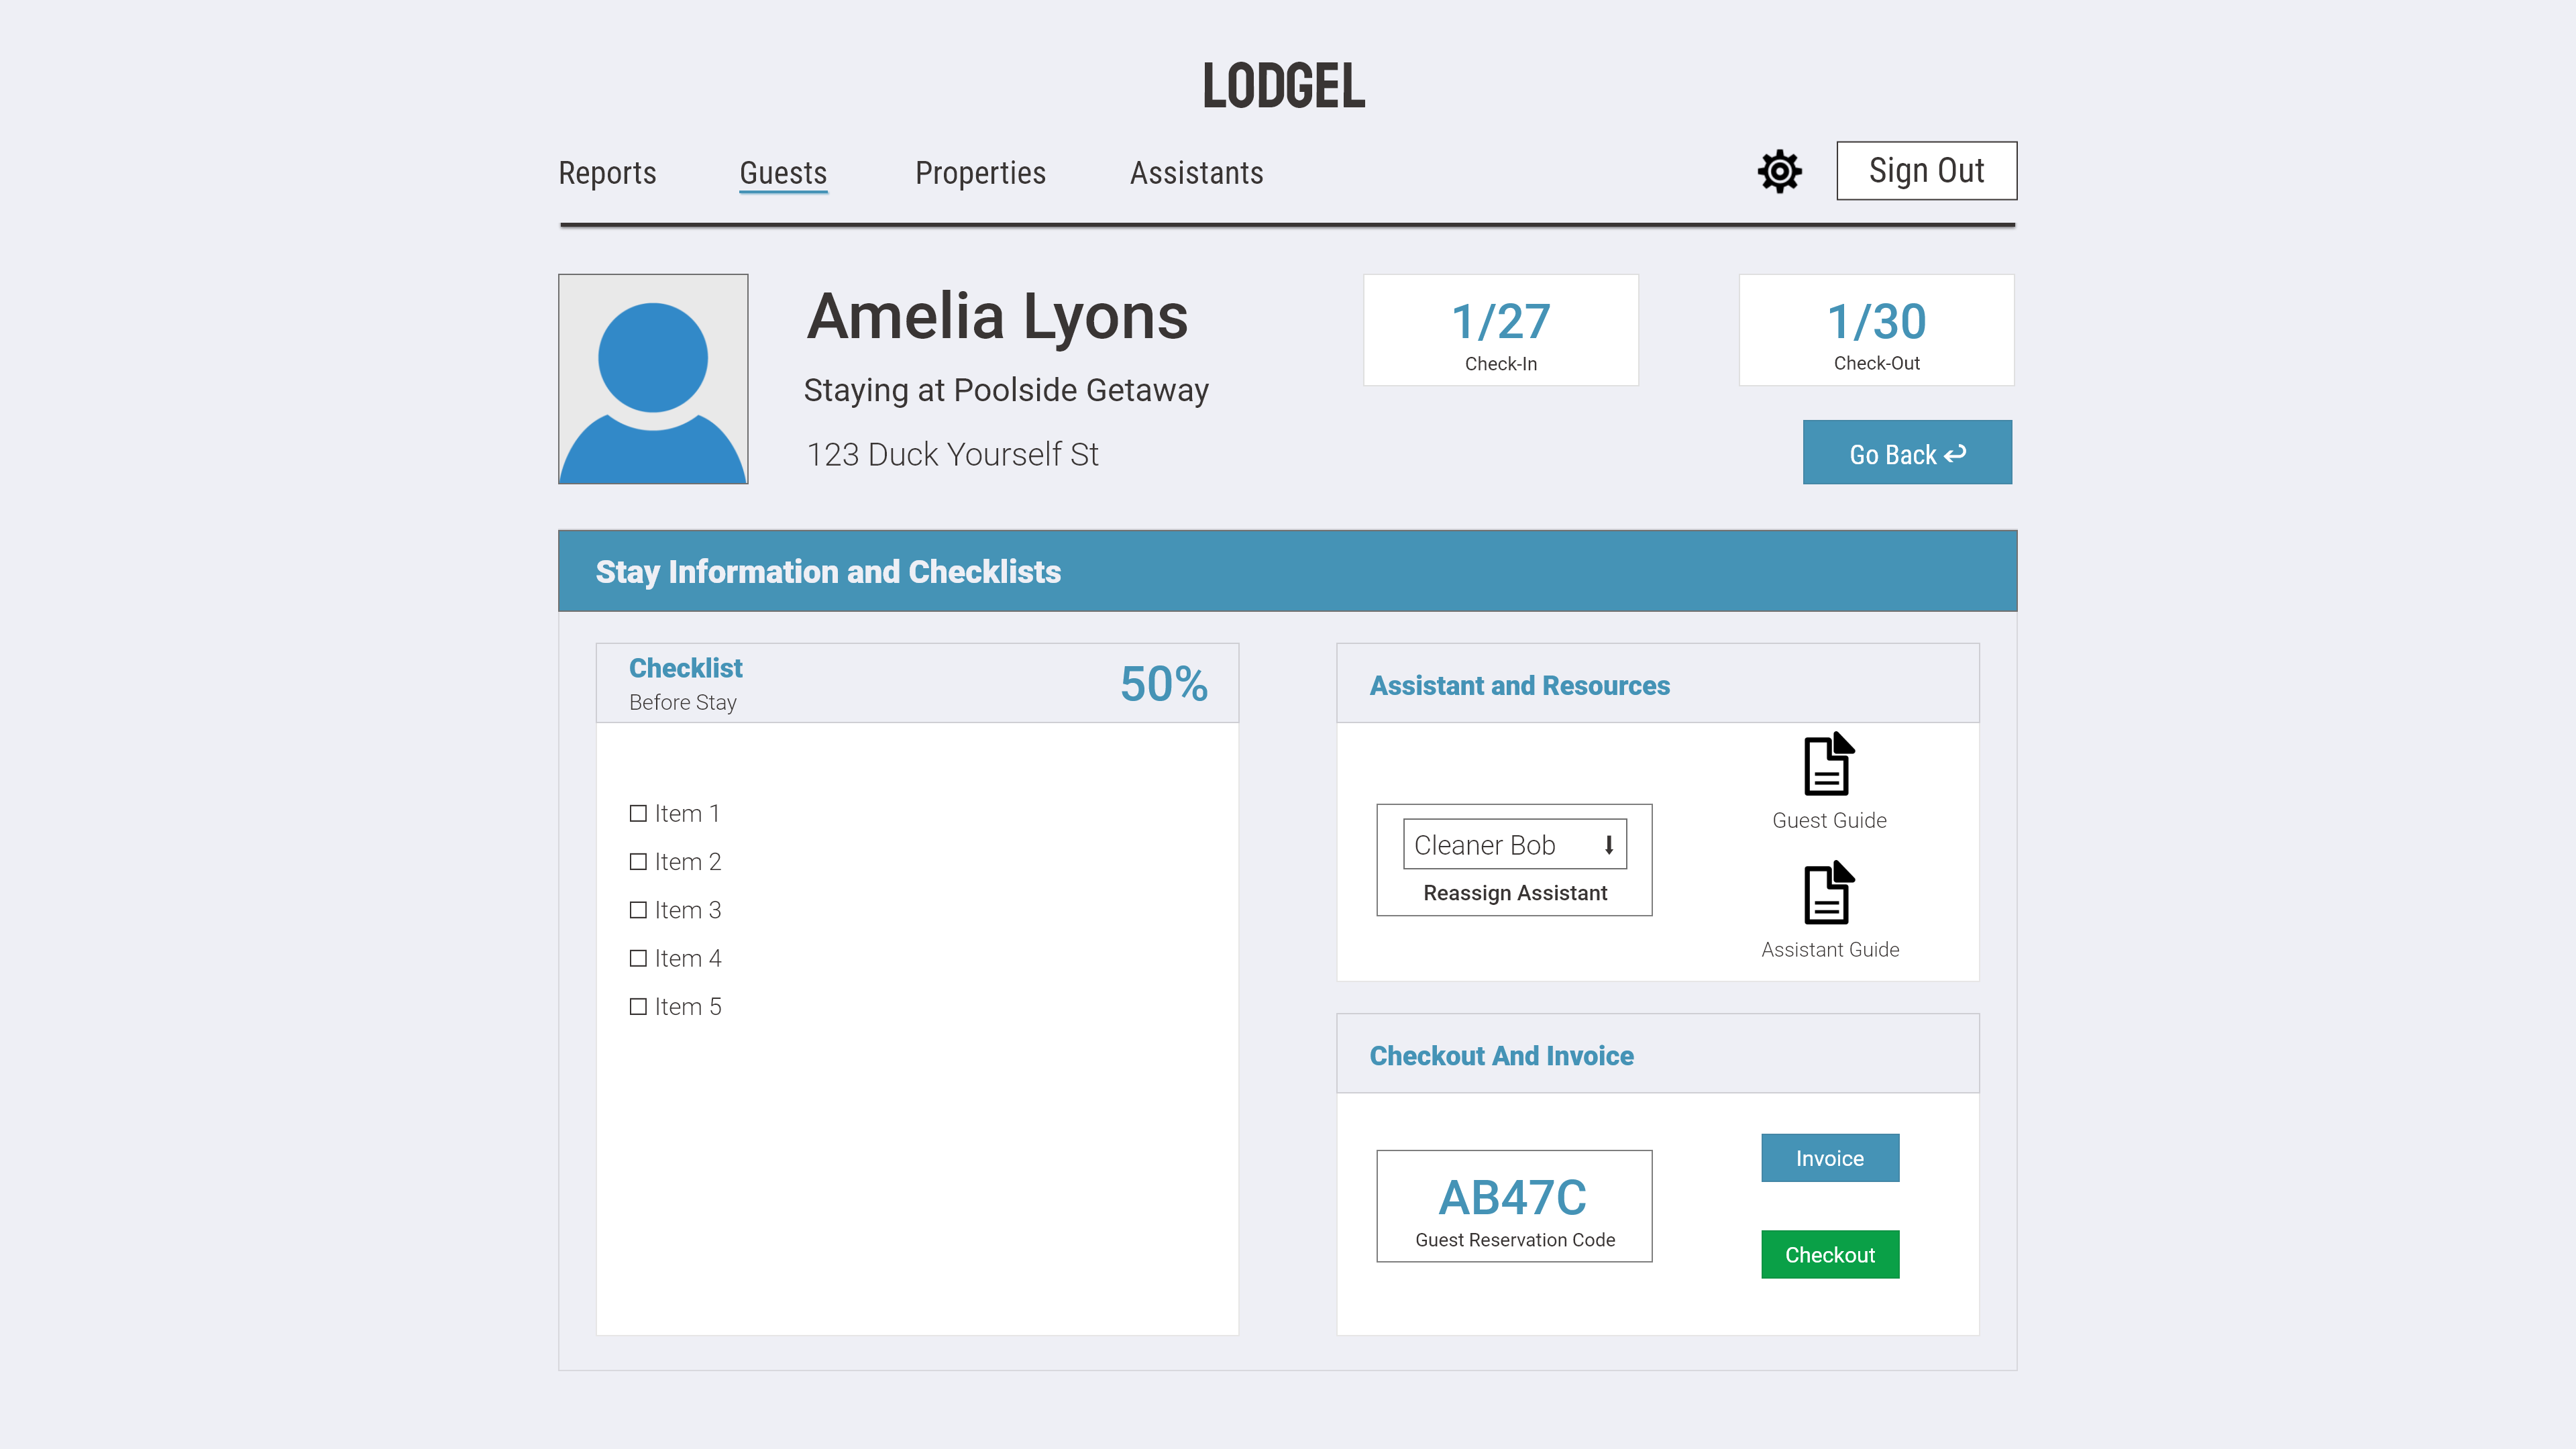 LODGEL
Reports
Guests
Properties
Assistants
Sign Out
Amelia Lyons
Staying at Poolside Getaway
123 Duck Yourself St
1/27
Check-In
1/30
Check-Out
Go Back
Stay Information and Checklists
Checklist
Before Stay
50%
Item 1
Item 2
Item 3
Item 4
Item 5
Assistant and Resources
Cleaner Bob
Reassign Assistant
Guest Guide
Assistant Guide
Checkout And Invoice
AB47C
Guest Reservation Code
Invoice
Checkout